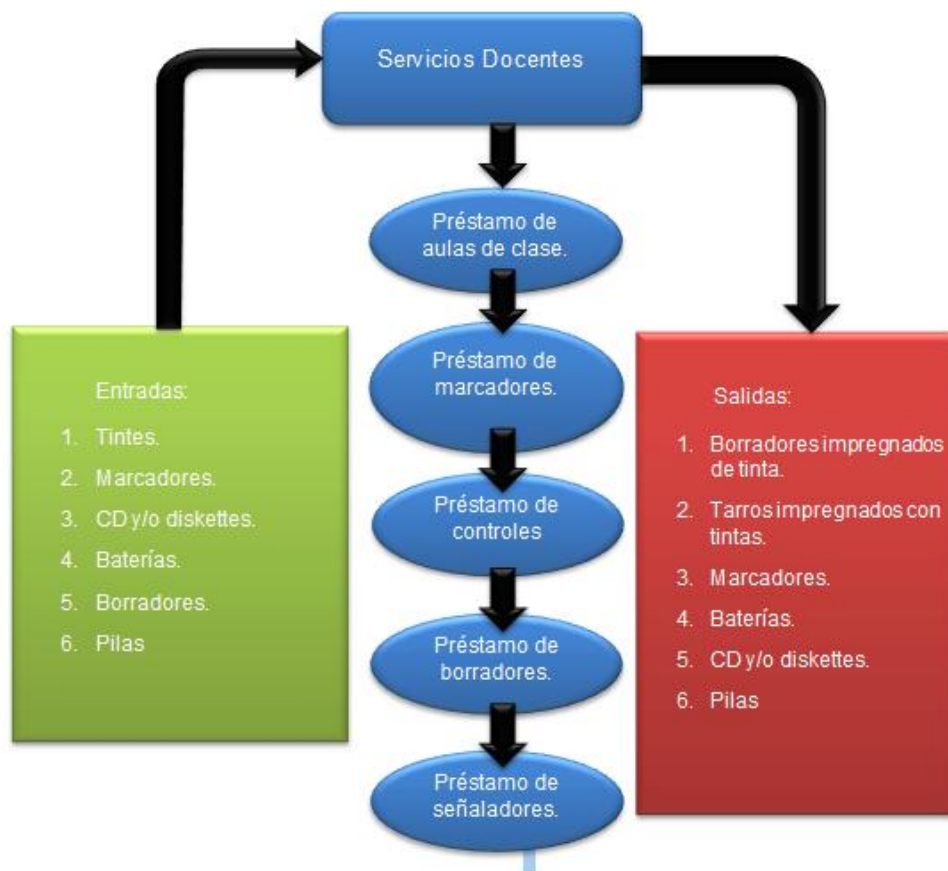 Servicios Docentes
Préstamo de
aulas de clase.
Préstamo de
marcadores.
Préstamo de
controles
Préstamo de
borradores.
Préstamo de
señaladores.
Entradas:
1. Tintes.
2. Marcadores.
3. CD y/o diskettes.
4. Baterías.
5. Borradores.
6. Pilas
Salidas:
1. Borradores impregnados
de tinta.
2. Tarros impregnados con
tintas.
3. Marcadores.
4. Baterías.
5. CD y/o diskettes.
6. Pilas